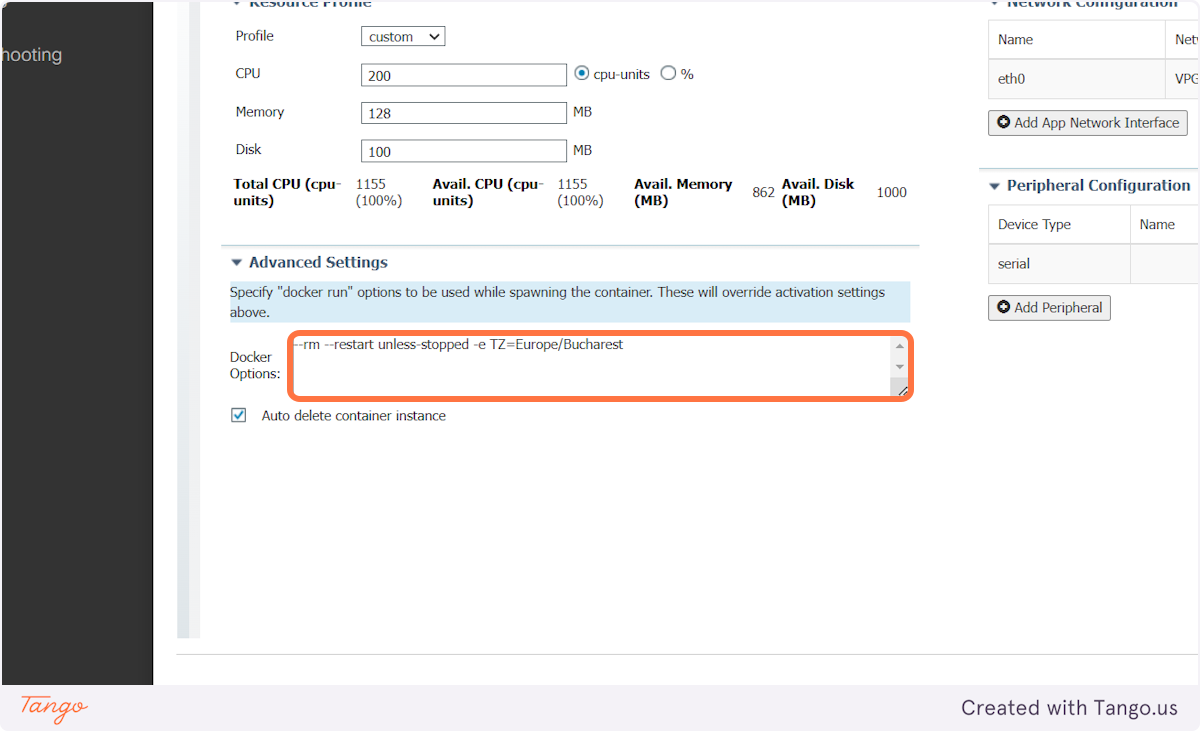 hooting
Resource Profile
Profile custom
CPU 200 cpu-units %
Memory 128 MB
Disk 100 MB
Total CPU (cpu-units) 1155 (100%) Avail. CPU (cpu-units) 1155 (100%) Avail. Memory (MB) 862 Avail. Disk (MB) 1000
Advanced Settings
Specify "docker run" options to be used while spawning the container. These will override activation settings
above.
Docker
Options:
--rm --restart unless-stopped -e TZ=Europe/Bucharest
Auto delete container instance
Network Configuration
Name Netw
eth0 VPG
Add App Network Interface
Peripheral Configuration
Device Type Name
serial
Add Peripheral
Tango
Created with Tango.us